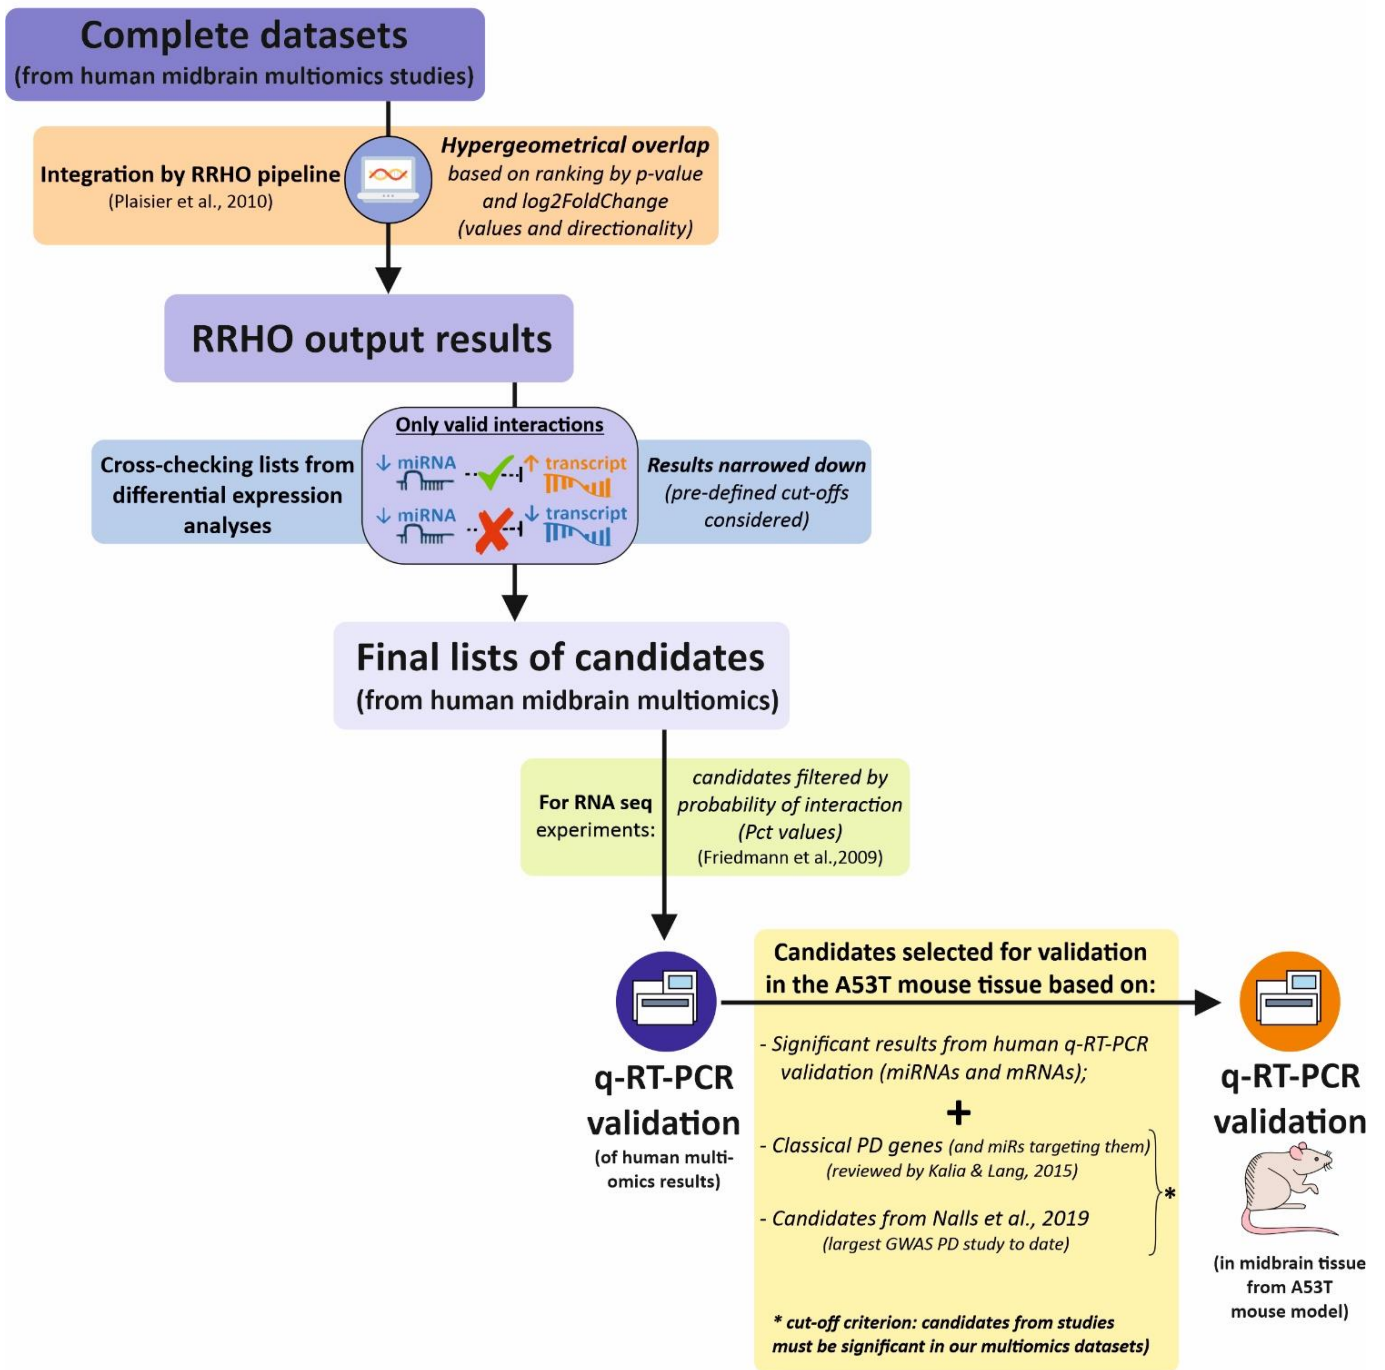 Complete datasets
(from human midbrain multiomics studies)
Integration by RRHO pipeline
(Plaisier et al., 2010)
Hypergeometrical overlap
based on ranking by p-value
and log2FoldChange
(values and directionality)
RRHO output results
Cross-checking lists from
differential expression
analyses
Only valid interactions
↓ miRNA ↑ transcript
↓ miRNA ↓ transcript
Results narrowed down
(pre-defined cut-offs
considered)
Final lists of candidates
(from human midbrain multiomics)
For RNA seq
experiments:
candidates filtered by
probability of interaction
(Pct values)
(Friedmann et al.,2009)
q-RT-PCR
validation
(of human multi-
omics results)
Candidates selected for validation
in the A53T mouse tissue based on:
- Significant results from human q-RT-PCR
validation (miRNAs and mRNAs);
+
- Classical PD genes (and miRs targeting them)
(reviewed by Kalia & Lang, 2015)
- Candidates from Nalls et al., 2019
(largest GWAS PD study to date)
*
* cut-off criterion: candidates from studies
must be significant in our multiomics datasets)
q-RT-PCR
validation
(in midbrain tissue
from A53T
mouse model)